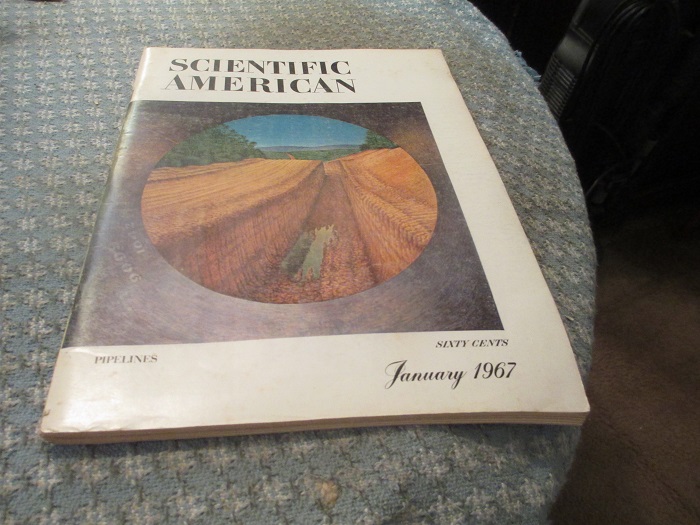 SCIENTIFIC
AMERICAN
PIPELINES
SIXTY CENTS
January 1967